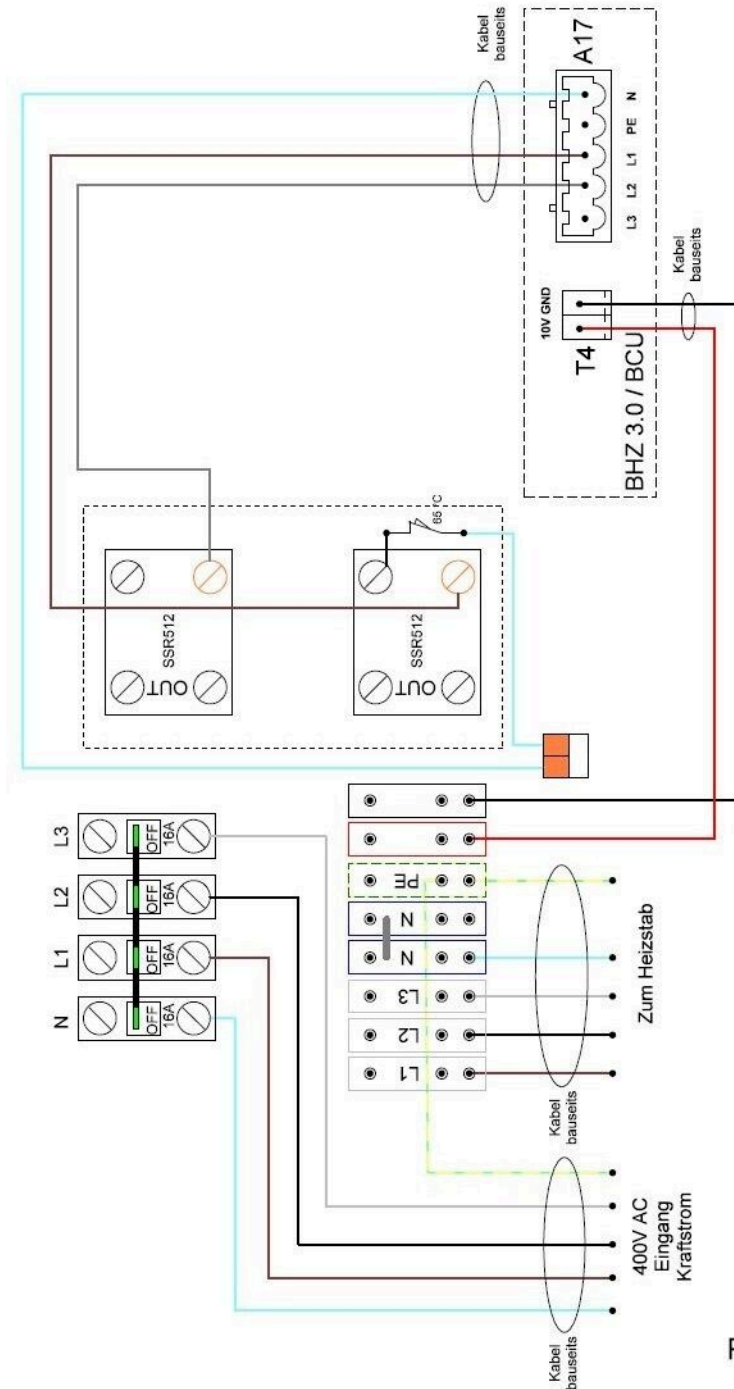 Kabel
bauseits
A17
N
PE
L1
L2
L3
10V GND
T4
BHZ 3.0 / BCU
Kabel
bauseits
65 °C
SSR512
OUT
SSR512
OUT
L3
OFF
16A
L2
OFF
16A
L1
OFF
16A
N
OFF
16A
PE
N
N
L3
L2
L1
Zum Heizstab
Kabel
bauseits
400V AC
Eingang
Kraftstrom
Kabel
bauseits